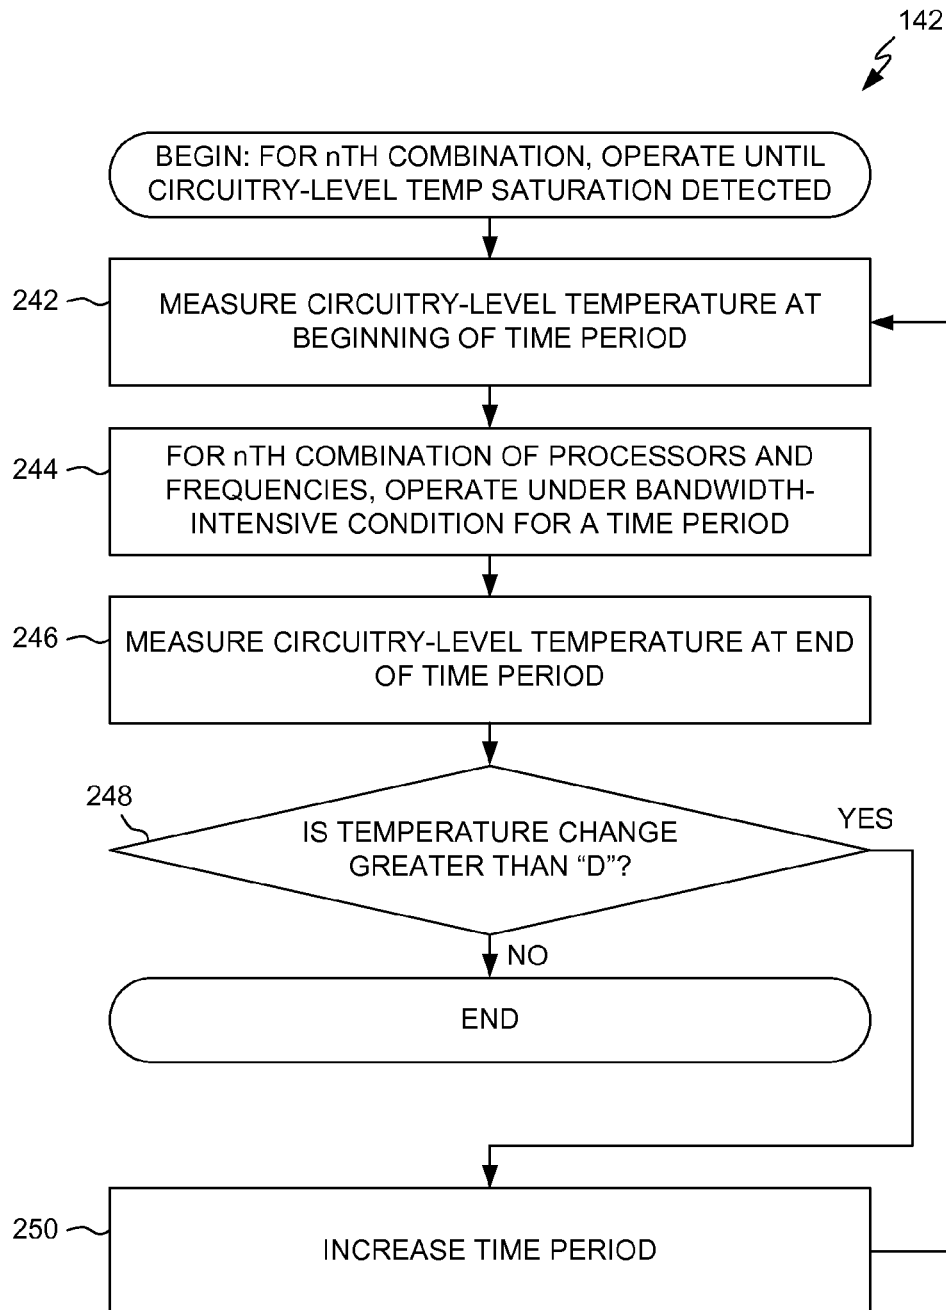 142
BEGIN: FOR nTH COMBINATION, OPERATE UNTIL
CIRCUITRY-LEVEL TEMP SATURATION DETECTED
242
MEASURE CIRCUITRY-LEVEL TEMPERATURE AT
BEGINNING OF TIME PERIOD
244
FOR nTH COMBINATION OF PROCESSORS AND
FREQUENCIES, OPERATE UNDER BANDWIDTH-
INTENSIVE CONDITION FOR A TIME PERIOD
246
MEASURE CIRCUITRY-LEVEL TEMPERATURE AT END
OF TIME PERIOD
248
IS TEMPERATURE CHANGE
GREATER THAN “D”?
YES
NO
END
250
INCREASE TIME PERIOD